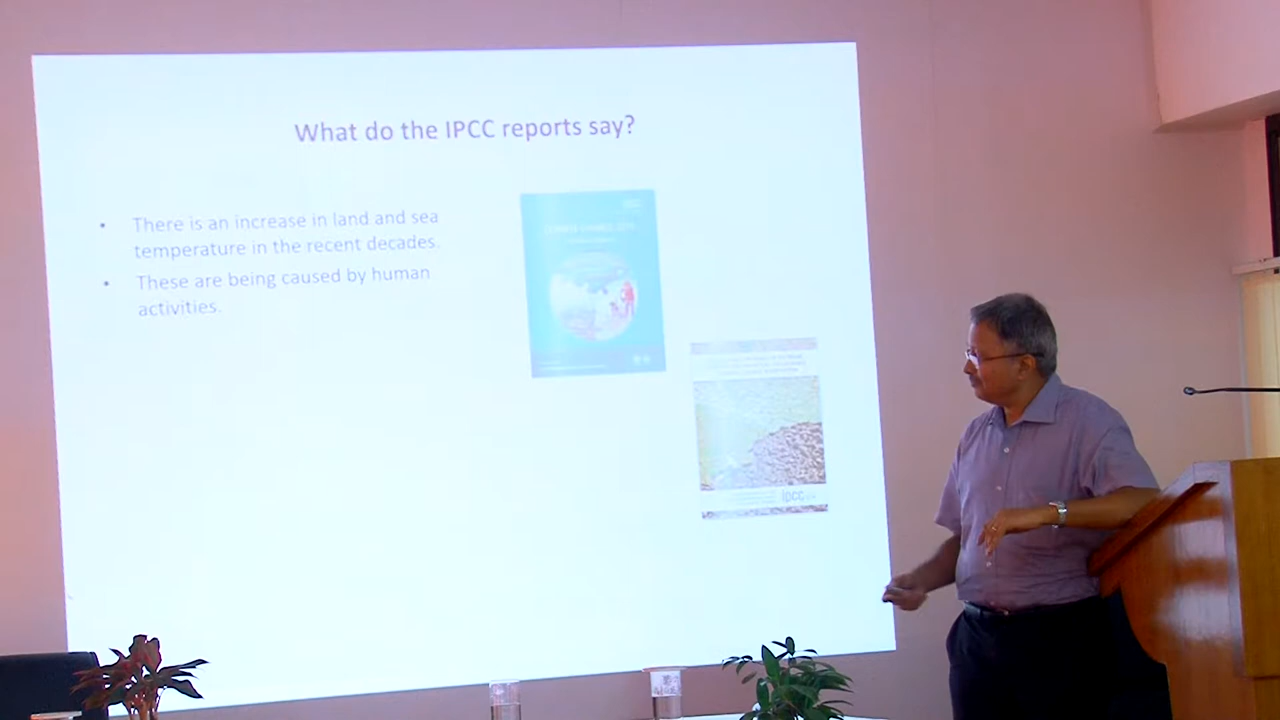 What do the IPCC reports say?
• There is an increase in land and sea
temperature in the recent decades.
• These are being caused by human
activities.
ipcc